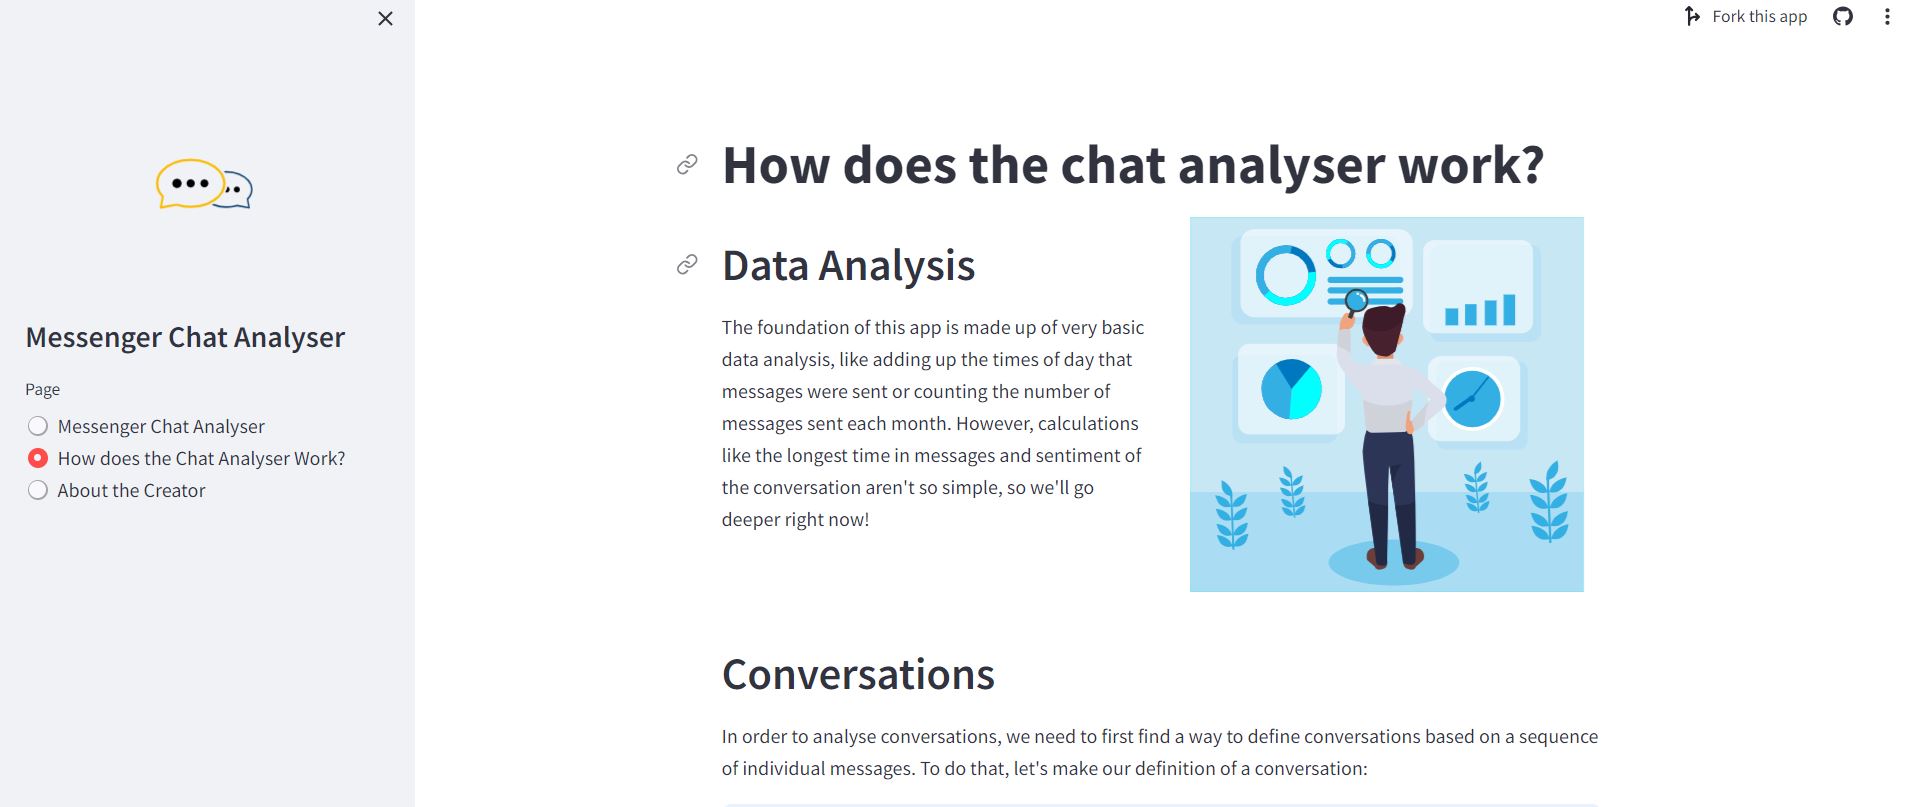 Fork this app
Messenger Chat Analyser
Page
Messenger Chat Analyser
How does the Chat Analyser Work?
About the Creator
How does the chat analyser work?
Data Analysis
The foundation of this app is made up of very basic
data analysis, like adding up the times of day that
messages were sent or counting the number of
messages sent each month. However, calculations
like the longest time in messages and sentiment of
the conversation aren't so simple, so we'll go
deeper right now!
Conversations
In order to analyse conversations, we need to first find a way to define conversations based on a sequence
of individual messages. To do that, let's make our definition of a conversation: